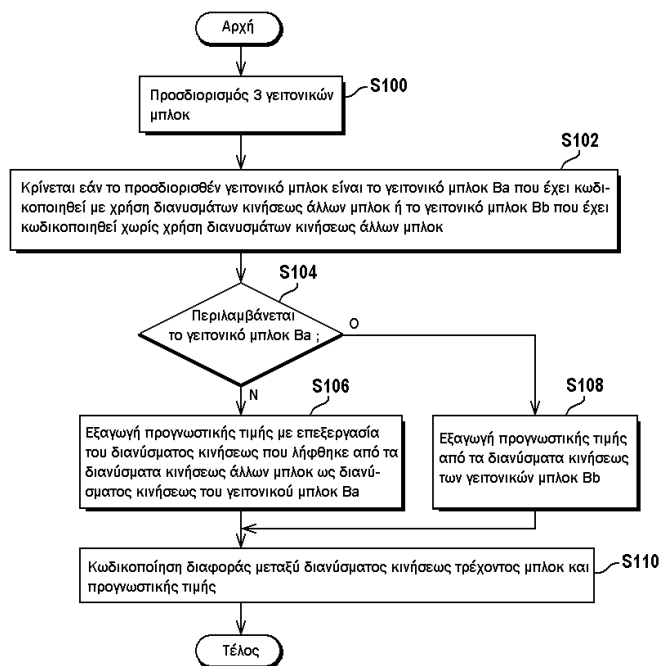 Αρχή
S100
Προσδιορισμός 3 γειτονικών
μπλοκ
S102
Κρίνεται εάν το προσδιορισθέν γειτονικό μπλοκ είναι το γειτονικό μπλοκ Ba που έχει κωδι-
κοποιηθεί με χρήση διανυσμάτων κινήσεως άλλων μπλοκ ή το γειτονικό μπλοκ Bb που έχει
κωδικοποιηθεί χωρίς χρήση διανυσμάτων κινήσεως άλλων μπλοκ
S104
Περιλαμβάνεται
το γειτονικό μπλοκ Ba ;
O
N
S106
Εξαγωγή προγνωστικής τιμής με επεξεργασία
του διανύσματος κινήσεως που λήφθηκε από τα
διανύσματα κινήσεως άλλων μπλοκ ως διανύ-
σματος κινήσεως του γειτονικού μπλοκ Ba
S108
Εξαγωγή προγνωστικής τιμής
από τα διανύσματα κινήσεως
των γειτονικών μπλοκ Bb
S110
Κωδικοποίηση διαφοράς μεταξύ διανύσματος κινήσεως τρέχοντος μπλοκ και
προγνωστικής τιμής
Τέλος